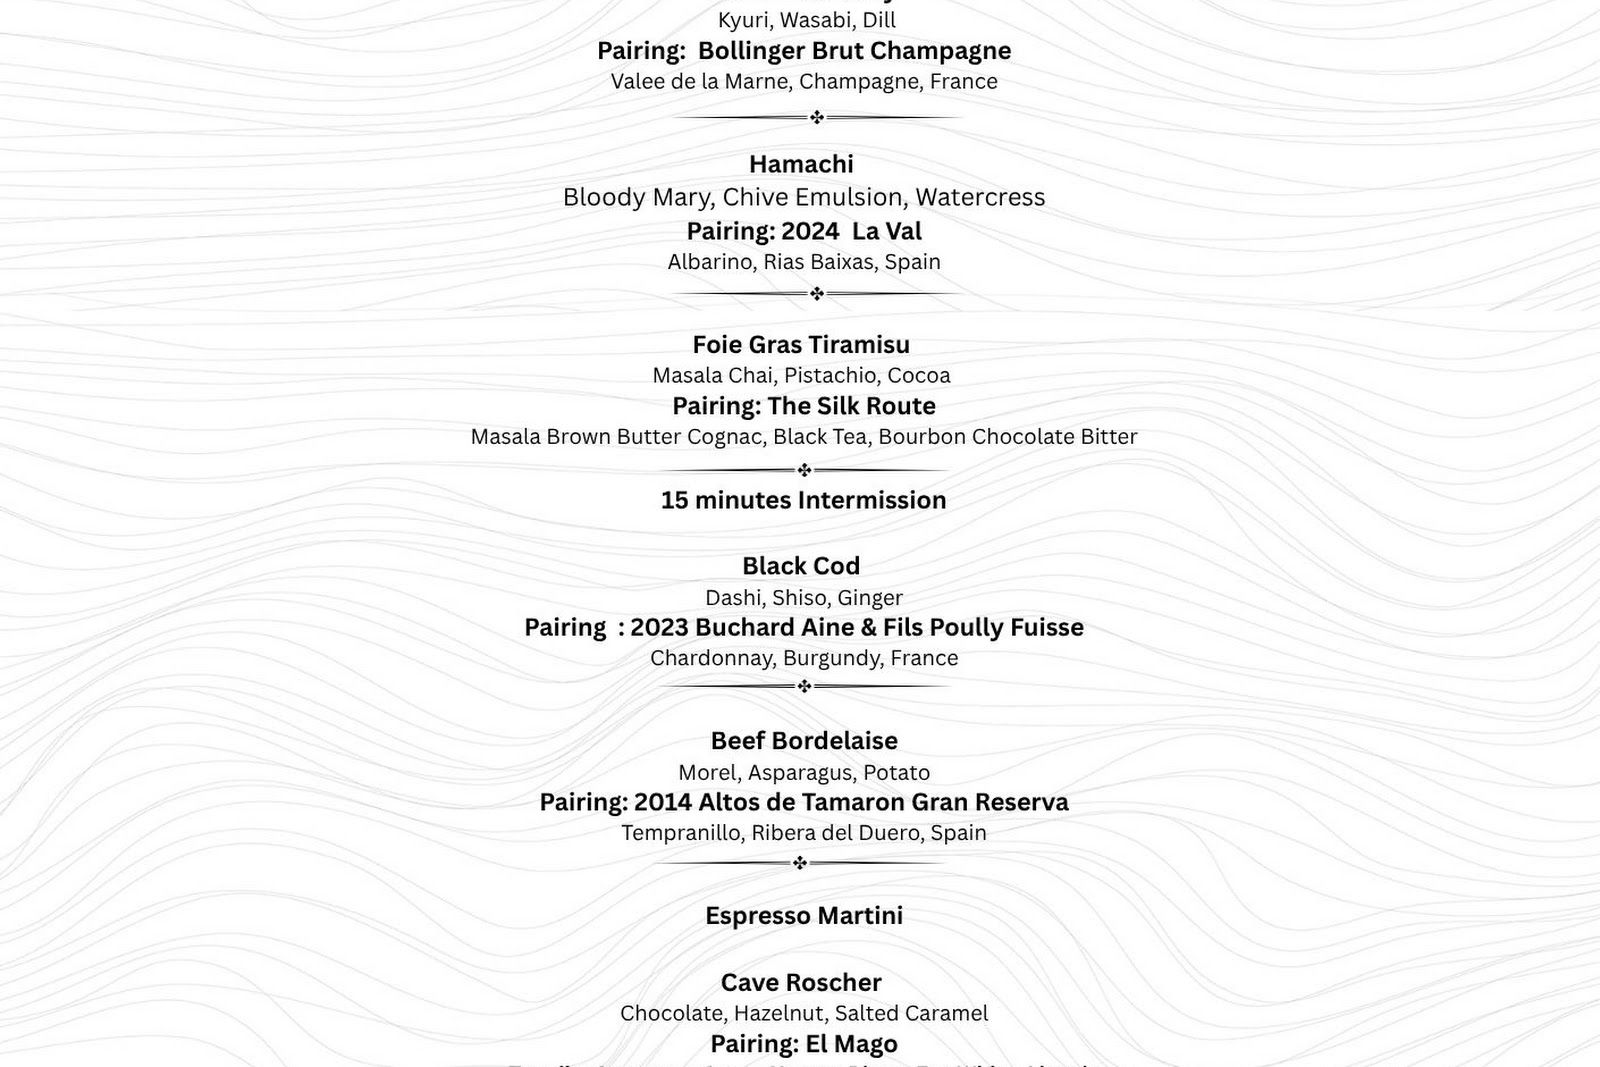 Kyuri, Wasabi, Dill
Pairing:  Bollinger Brut Champagne
Valee de la Marne, Champagne, France
Hamachi
Bloody Mary, Chive Emulsion, Watercress
Pairing: 2024  La Val
Albarino, Rias Baixas, Spain
Foie Gras Tiramisu
Masala Chai, Pistachio, Cocoa
Pairing: The Silk Route
Masala Brown Butter Cognac, Black Tea, Bourbon Chocolate Bitter
15 minutes Intermission
Black Cod
Dashi, Shiso, Ginger
Pairing  : 2023 Buchard Aine & Fils Poully Fuisse
Chardonnay, Burgundy, France
Beef Bordelaise
Morel, Asparagus, Potato
Pairing: 2014 Altos de Tamaron Gran Reserva
Tempranillo, Ribera del Duero, Spain
Espresso Martini
Cave Roscher
Chocolate, Hazelnut, Salted Caramel
Pairing: El Mago